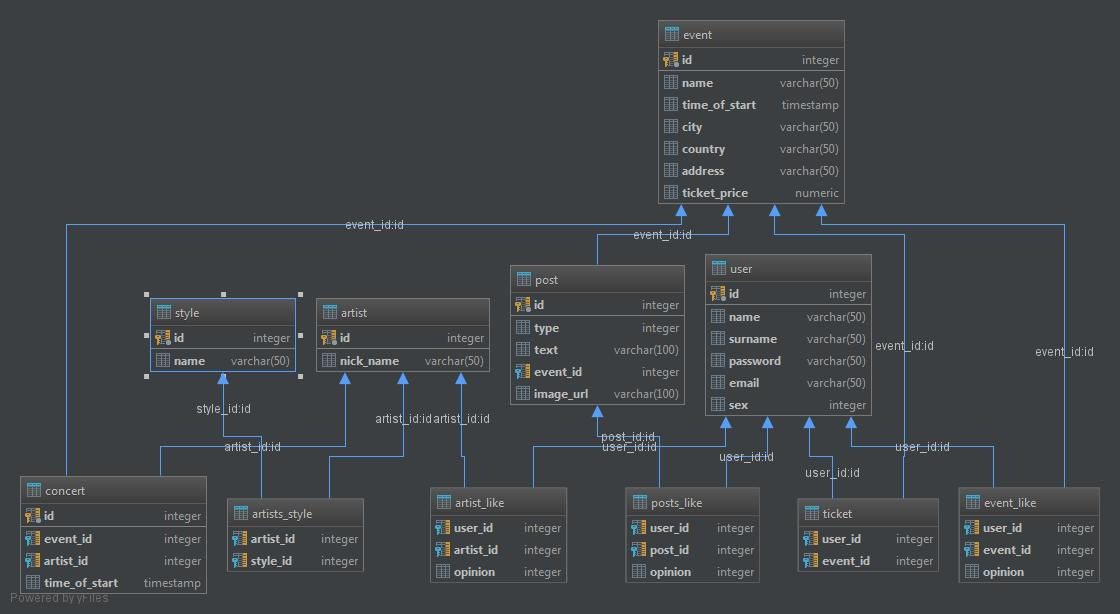 event
id integer
name varchar(50)
time_of_start timestamp
city varchar(50)
country varchar(50)
address varchar(50)
ticket_price numeric
event_id:id
event_id:id
event_id:id
event_id:id
style
id integer
name varchar(50)
artist
id integer
nick_name varchar(50)
post
id integer
type integer
text varchar(100)
event_id integer
image_url varchar(100)
user
id integer
name varchar(50)
surname varchar(50)
password varchar(50)
email varchar(50)
sex integer
style_id:id
artist_id:id
artist_id:id
artist_id:id
post_id:id
user_id:id
user_id:id
user_id:id
user_id:id
concert
id integer
event_id integer
artist_id integer
time_of_start timestamp
artists_style
artist_id integer
style_id integer
artist_like
user_id integer
artist_id integer
opinion integer
posts_like
user_id integer
post_id integer
opinion integer
ticket
user_id integer
event_id integer
event_like
user_id integer
event_id integer
opinion integer
Powered by yFiles